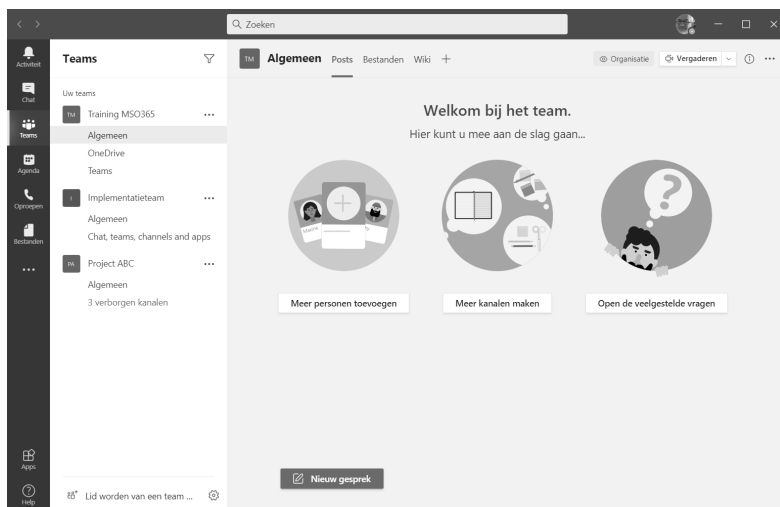 Zoeken
Activiteit
Chat
Teams
Agenda
Oproepen
Bestanden
Apps
Help
Teams
Uw teams
TM Training MSO365
Algemeen
OneDrive
Teams
I Implementatieteam
Algemeen
Chat, teams, channels and apps
PA Project ABC
Algemeen
3 verborgen kanalen
Lid worden van een team ...
TM Algemeen Posts Bestanden Wiki
Organisatie Vergaderen
Welkom bij het team.
Hier kunt u mee aan de slag gaan...
Maxine
Ty
Meer personen toevoegen
Meer kanalen maken
Open de veelgestelde vragen
Nieuw gesprek